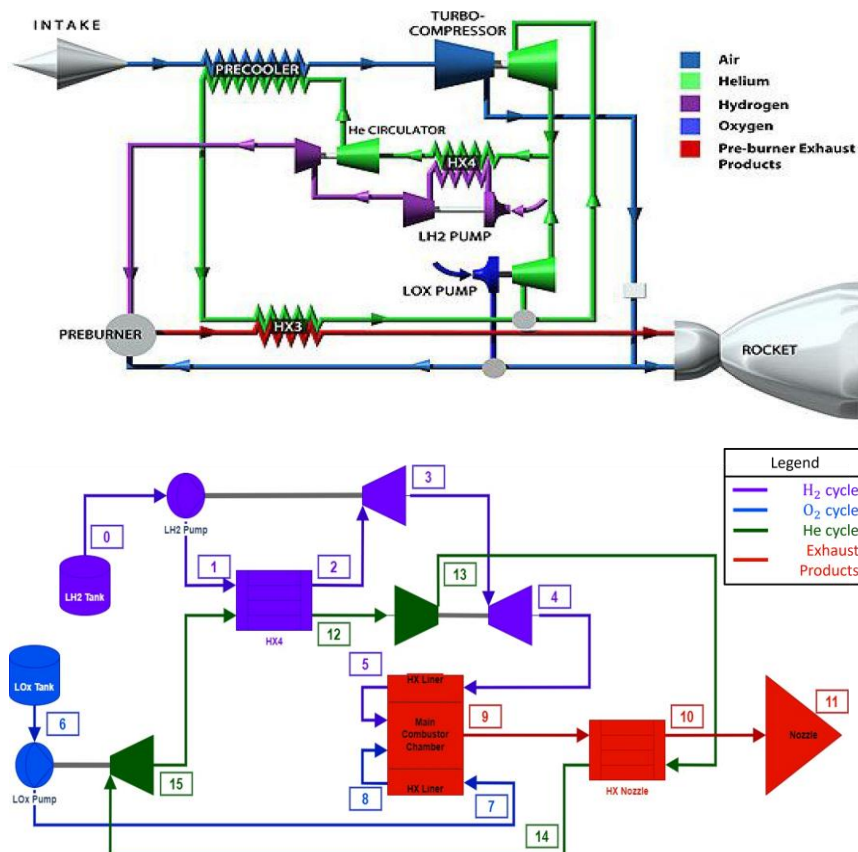 INTAKE
PRECOOLER
TURBO-
COMPRESSOR
Air
Helium
Hydrogen
Oxygen
Pre-burner Exhaust
Products
He CIRCULATOR
HX4
LH2 PUMP
LOX PUMP
PREBURNER
HX3
ROCKET
Legend
H₂ cycle
O₂ cycle
He cycle
Exhaust
Products
0
LH2 Tank
LH2 Pump
1
2
3
HX4
12
13
4
LOx Tank
6
LOx Pump
15
5
HX Liner
Main
Combustor
Chamber
HX Liner
8
7
9
HX Nozzle
10
14
Nozzle
11